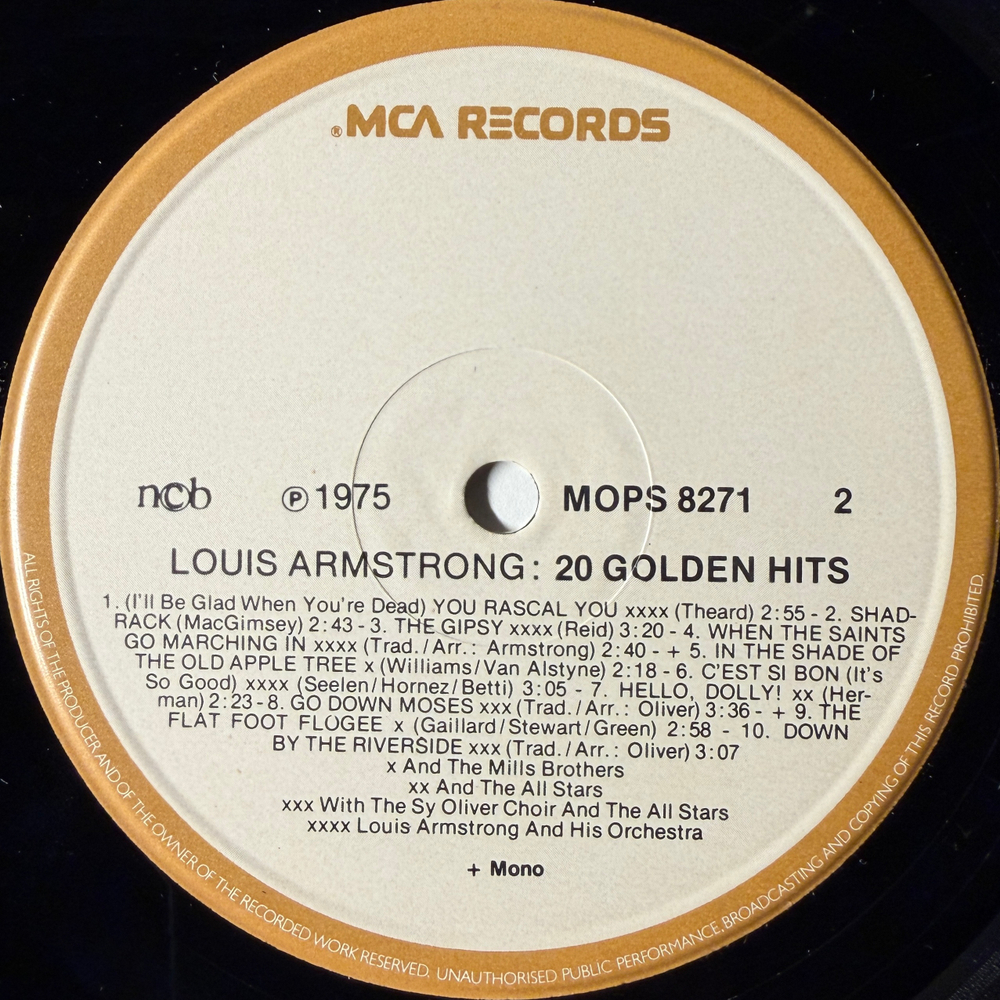 ® MCA RECORDS
ncb ℗ 1975 MOPS 8271 2
LOUIS ARMSTRONG: 20 GOLDEN HITS
1. (I'll Be Glad When You're Dead) YOU RASCAL YOU xxxx (Theard) 2:55 - 2. SHAD-
RACK (MacGimsey) 2:43 - 3. THE GIPSY xxxx (Reid) 3:20 - 4. WHEN THE SAINTS
GO MARCHING IN xxxx (Trad./Arr.: Armstrong) 2:40 - + 5. IN THE SHADE OF
THE OLD APPLE TREE x (Williams/Van Alstyne) 2:18 - 6. C'EST SI BON (It's
So Good) xxxx (Seelen/Hornez/Betti) 3:05 - 7. HELLO, DOLLY! xx (Her-
man) 2:23 - 8. GO DOWN MOSES xxx (Trad./Arr.: Oliver) 3:36 - + 9. THE
FLAT FOOT FLOGEE x (Gaillard/Stewart/Green) 2:58 - 10. DOWN
BY THE RIVERSIDE xxx (Trad./Arr.: Oliver) 3:07
x And The Mills Brothers
xx And The All Stars
xxx With The Sy Oliver Choir And The All Stars
xxxx Louis Armstrong And His Orchestra
+ Mono
ALL RIGHTS OF THE PRODUCER AND OF THE OWNER OF THE RECORDED WORK RESERVED. UNAUTHORISED PUBLIC PERFORMANCE, BROADCASTING AND COPYING OF THIS RECORD PROHIBITED.